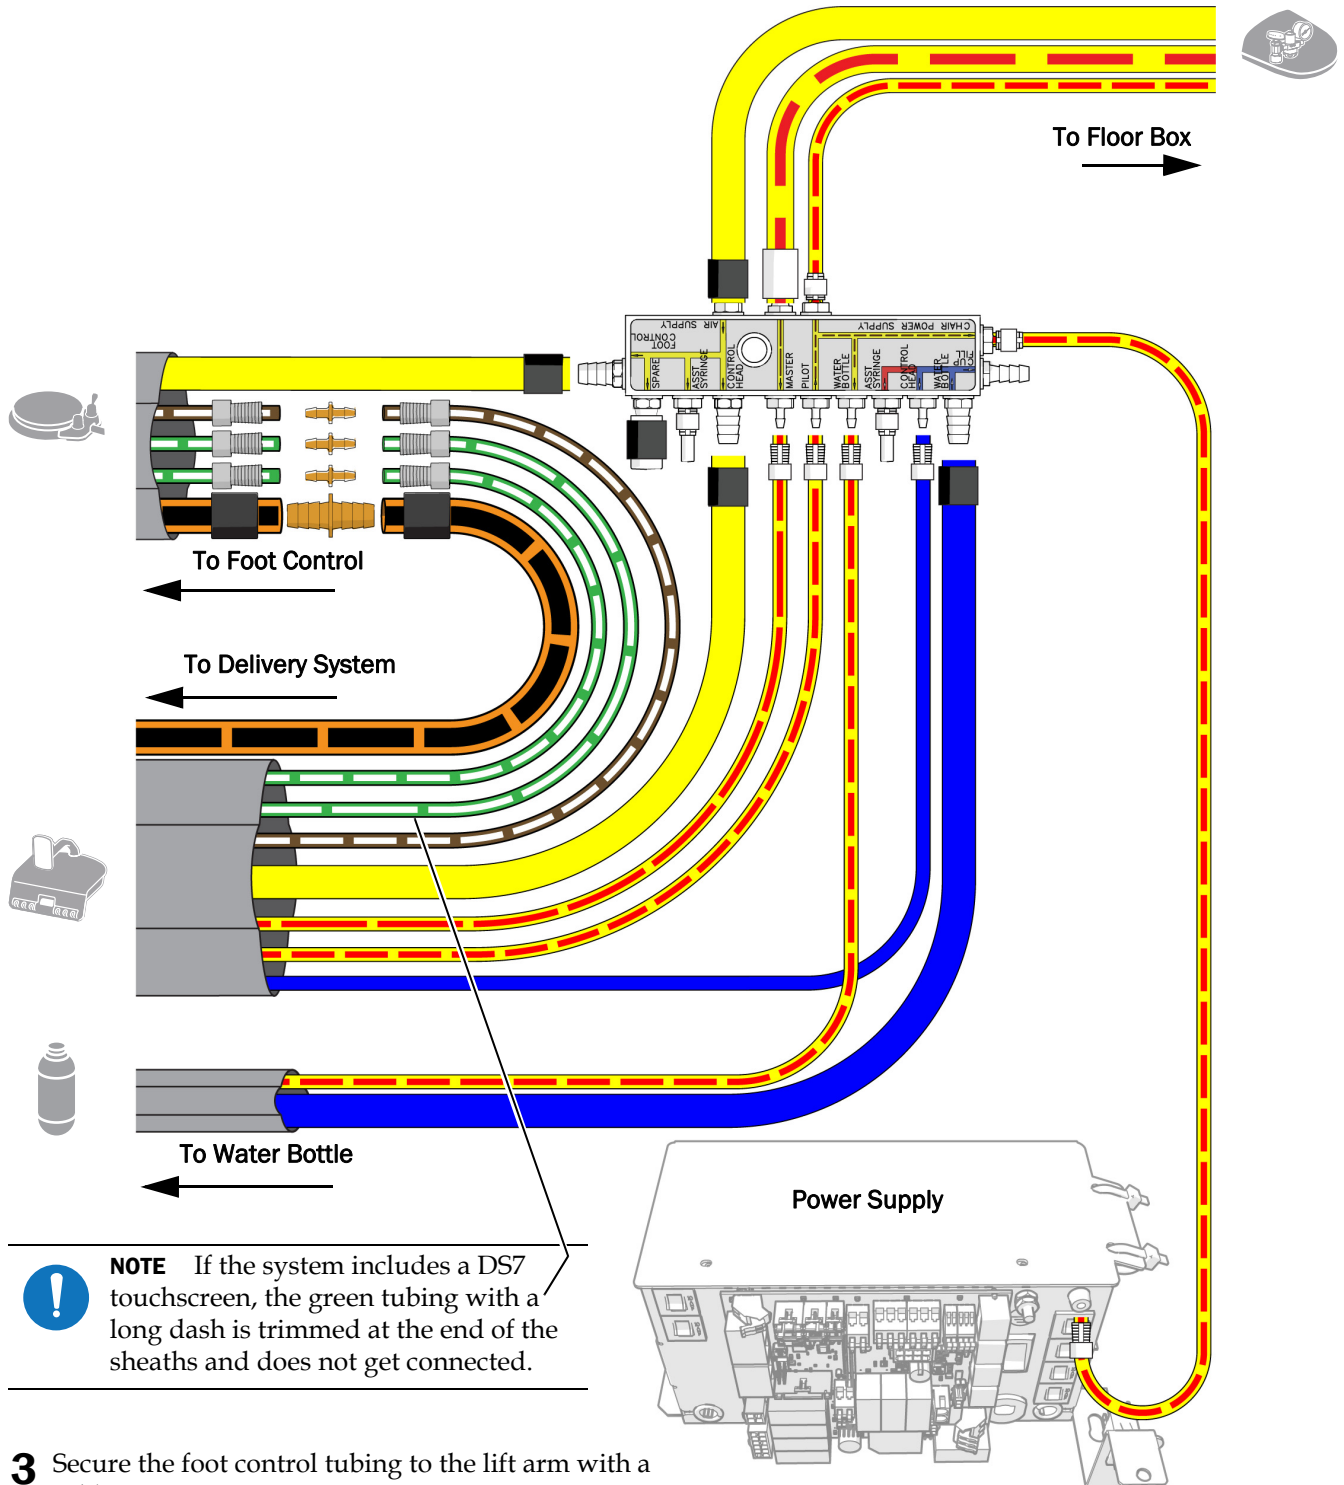 To Floor Box
AIR SUPPLY
CHAIR POWER SUPPLY
FOOT
CONTROL
SPARE
ASST
SYRINGE
CONTROL
HEAD
MASTER
PILOT
WATER
BOTTLE
ASST
SYRINGE
CONTROL
HEAD
WATER
BOTTLE
CUP
FILL
To Foot Control
To Delivery System
To Water Bottle
Power Supply
NOTE If the system includes a DS7
touchscreen, the green tubing with a
long dash is trimmed at the end of the
sheaths and does not get connected.
3 Secure the foot control tubing to the lift arm with a